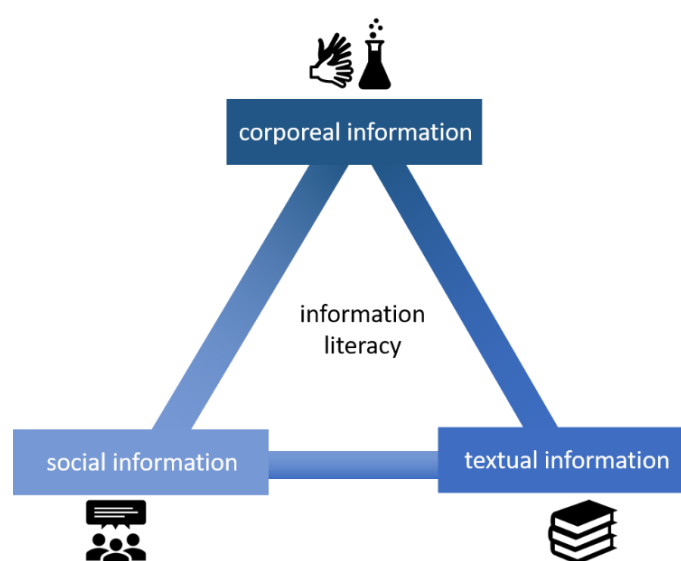 corporeal information
information
literacy
social information
textual information